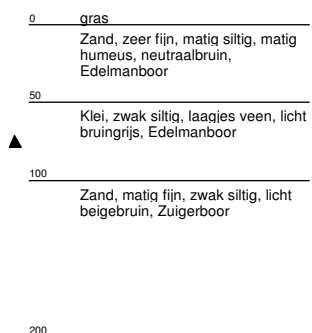 0 gras
Zand, zeer fijn, matig siltig, matig
humeus, neutraalbruin,
Edelmanboor
50
Klei, zwak siltig, laagjes veen, licht
bruingrijs, Edelmanboor
100
Zand, matig fijn, zwak siltig, licht
beigebruin, Zuigerboor
200